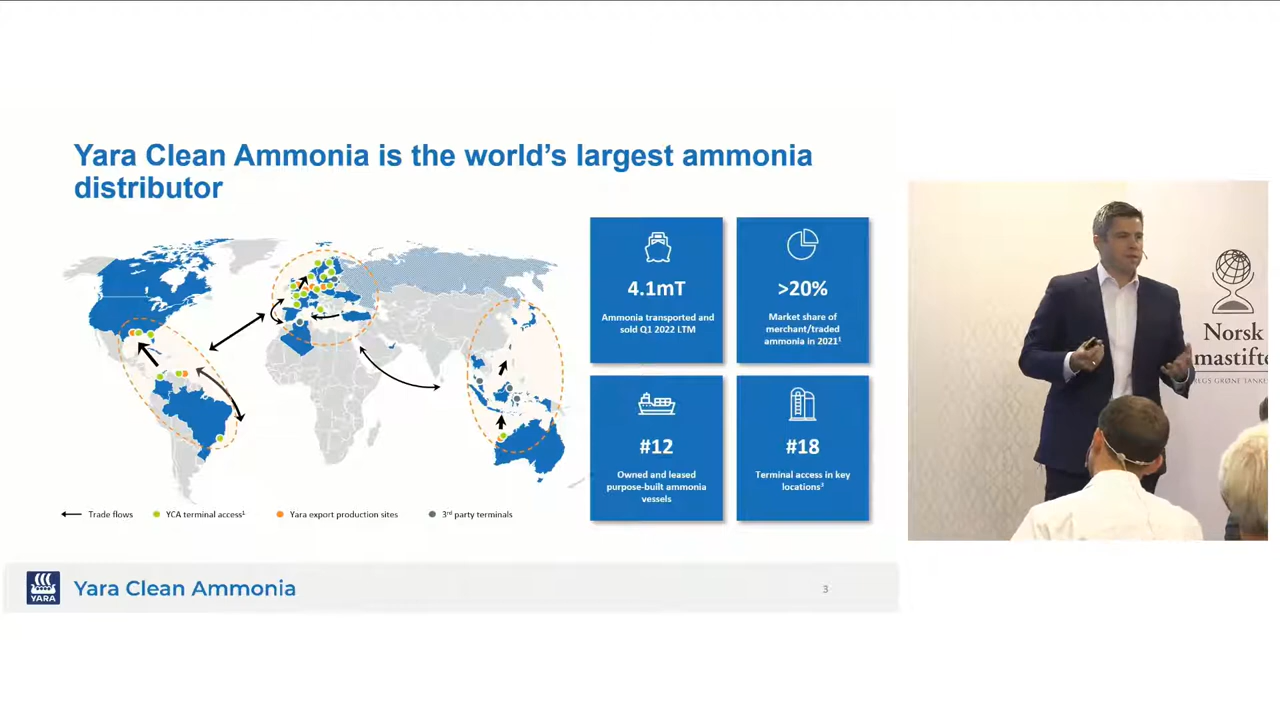 Yara Clean Ammonia is the world's largest ammonia
distributor
4.1mT
Ammonia transported and
sold Q1 2022 LTM
>20%
Market share of
merchant/traded
ammonia in 2021¹
#12
Owned and leased
purpose-built ammonia
vessels
#18
Terminal access in key
locations³
Trade flows
YCA terminal access¹
Yara export production sites
3rd party terminals
YARA
Yara Clean Ammonia
3
Norsk
mastifte